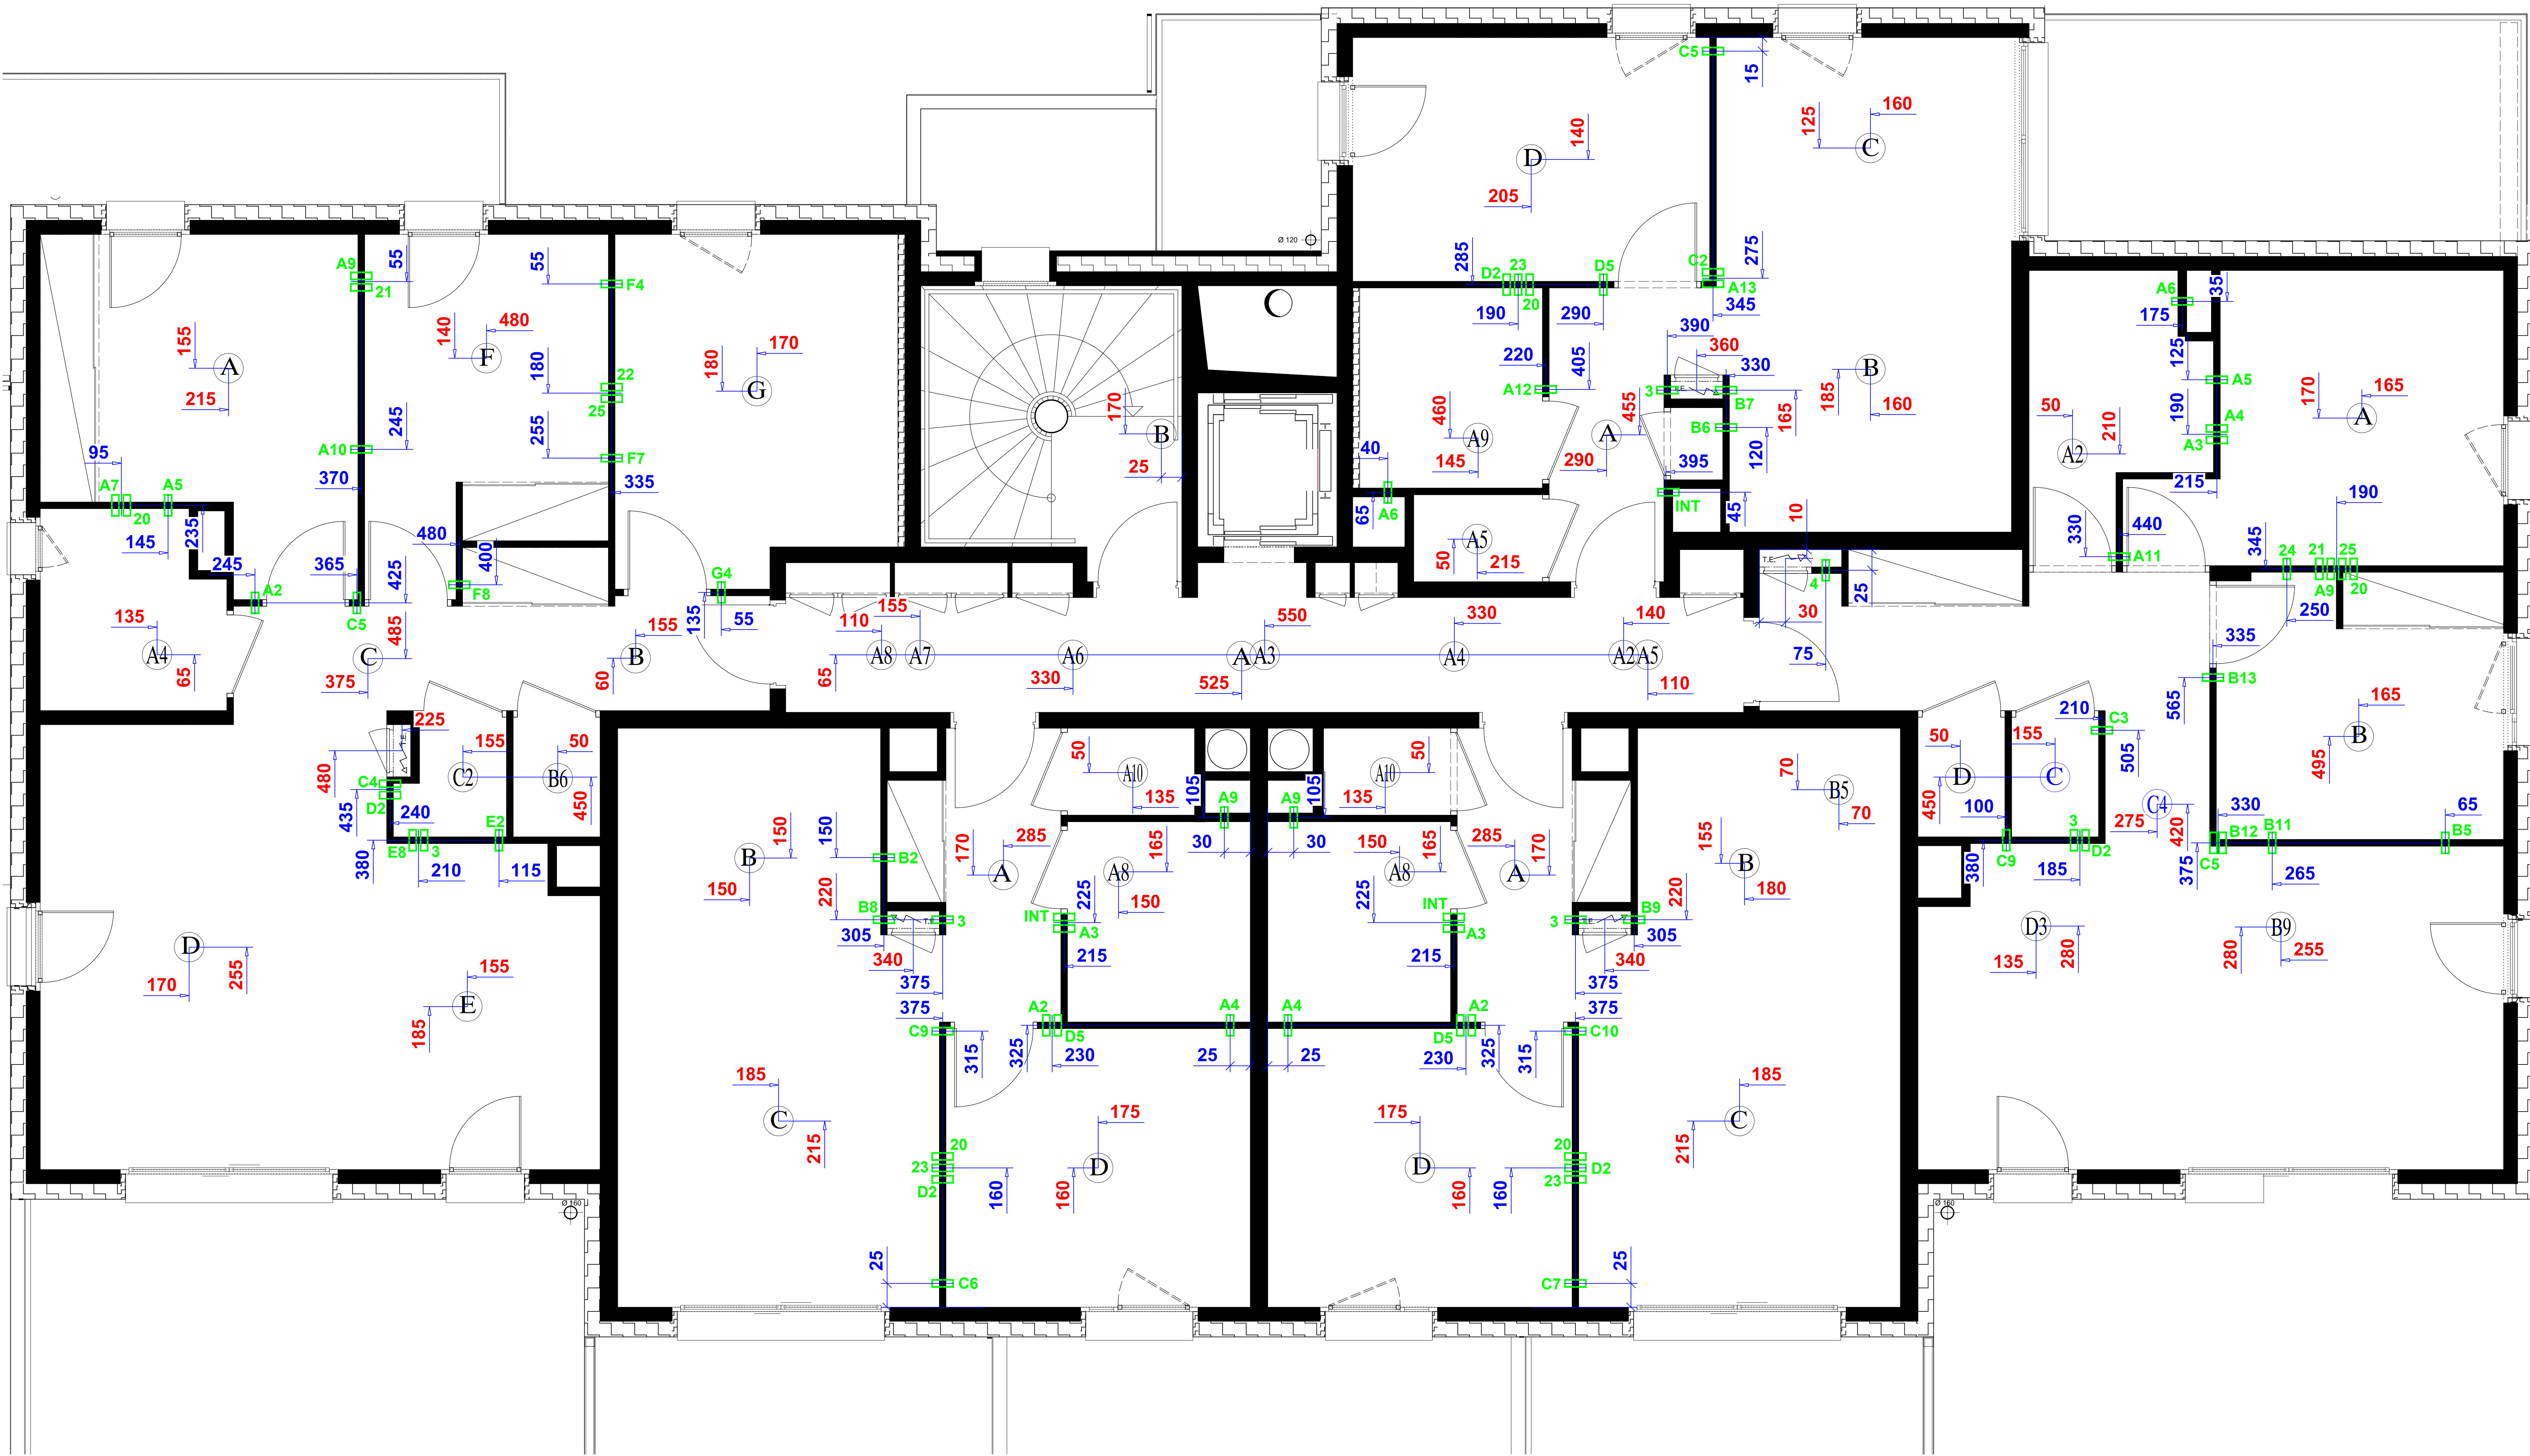 C5
15
125
160
C
140
D
205
Ø 120
285
D2
23
20
D5
190
290
C2
A13
275
345
A9
21
55
55
F4
140
480
F
155
A
215
180
22
25
180
170
G
A10
245
255
F7
335
95
A7
20
A5
145
235
370
480
400
F8
425
365
C5
245
A2
G4
135
55
170
B
25
220
405
A12
390
360
330
3
T.E.
B7
165
B6
120
185
B
160
460
A9
145
40
A6
65
455
A
290
395
INT
45
A5
50
215
A6
35
175
125
A5
190
A4
A3
215
50
210
A2
170
165
A
190
330
440
A11
345
24
21
25
A9
20
250
10
T.E.
4
25
30
75
135
A4
65
485
C
375
155
B
60
110
155
65
A8
A7
A6
330
A
525
550
A3
330
A4
140
A2
A5
110
335
B13
565
165
B
495
225
T.E.
480
C4
D2
435
240
155
C2
50
B6
450
E8
3
E2
380
210
115
D
170
255
155
E
185
Ø 160
150
B
150
150
B2
220
B8
T.E.
3
305
340
375
375
170
285
A
50
A10
135
105
A9
30
165
A8
150
225
INT
A3
215
C9
315
325
A2
D5
230
A4
25
185
C
215
20
23
D2
160
175
D
160
25
C6
50
A10
135
105
A9
30
150
A8
165
225
INT
A3
215
285
A
170
3
T.E.
B9
220
305
340
375
375
C10
A4
25
A2
D5
230
325
315
175
D
160
160
20
D2
23
C7
25
70
B5
70
155
B
180
185
C
215
50
D
450
155
C
100
210
C3
505
C4
275
420
C9
3
D2
380
185
330
B12
B11
C5
375
265
65
B5
D3
135
280
280
B9
255
Ø 160